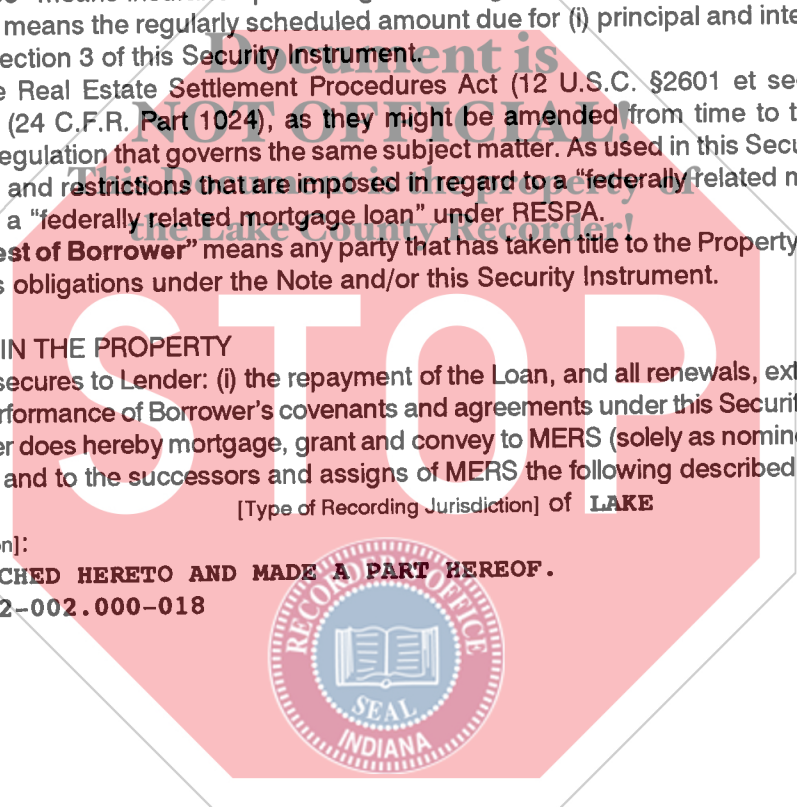 means the regularly scheduled amount due for (i) principal and inte
ection 3 of this Security Instrument.
Document is
e Real Estate Settlement Procedures Act (12 U.S.C. §2601 et se
NOT OFFICIAL!
(24 C.F.R. Part 1024), as they might be amended from time to t
egulation that governs the same subject matter. As used in this Secu
This Document is the property of
and restrictions that are imposed in regard to a “federally related m
a “federally related mortgage loan” under RESPA.
the Lake County Recorder!
est of Borrower” means any party that has taken title to the Property
s obligations under the Note and/or this Security Instrument.
STOP
IN THE PROPERTY
secures to Lender: (i) the repayment of the Loan, and all renewals, ext
rformance of Borrower’s covenants and agreements under this Securi
er does hereby mortgage, grant and convey to MERS (solely as nomin
and to the successors and assigns of MERS the following described
[Type of Recording Jurisdiction] of LAKE
on]:
CHED HERETO AND MADE A PART HEREOF.
2-002.000-018
RECORDER'S OFFICE
SEAL
INDIANA